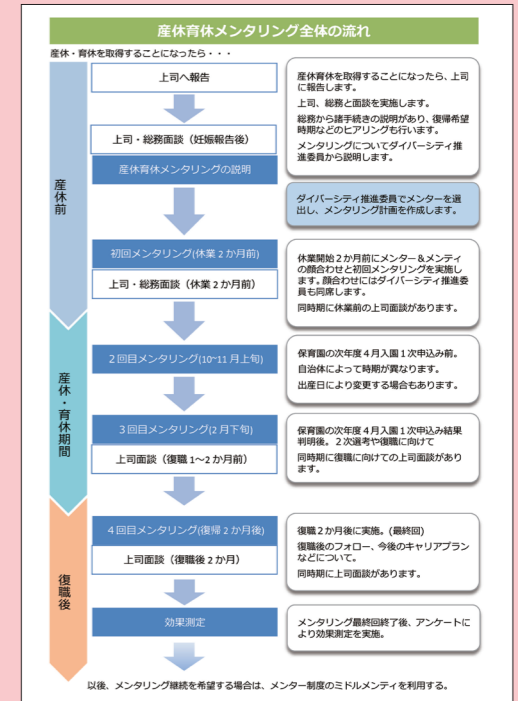 産休育休メンタリング全体の流れ
産休・育休を取得することになったら・・・
産休前
上司へ報告
上司・総務面談（妊娠報告後）
産休育休メンタリングの説明
初回メンタリング(休業２か月前)
上司・総務面談（休業２か月前）
産休育休を取得することになったら、上司
に報告します。
上司、総務と面談を実施します。
総務から諸手続きの説明があり、復帰希望
時期などのヒアリングも行います。
メンタリングについてダイバーシティ推
進委員から説明します。
ダイバーシティ推進委員でメンターを選
出し、メンタリング計画を作成します。
休業開始２か月前にメンター＆メンティ
の顔合わせと初回メンタリングを実施し
ます。顔合わせにはダイバーシティ推進委
員も同席します。
同時期に休業前の上司面談があります。
産休・育休期間
２回目メンタリング(10~11月上旬)
３回目メンタリング(２月下旬)
上司面談（復職 1～2 か月前）
保育園の次年度４月入園１次申込み前。
自治体によって時期が異なります。
出産日により変更する場合もあります。
保育園の次年度４月入園１次申込み結果
判明後。２次選考や復職に向けて
同時期に復職に向けての上司面談があり
ます。
復職後
４回目メンタリング(復帰２か月後)
上司面談（復職後２か月）
効果測定
復職２か月後に実施。(最終回)
復職後のフォロー、今後のキャリアプラン
などについて。
同時期に上司面談があります。
メンタリング最終回終了後、アンケートに
より効果測定を実施。
以後、メンタリング継続を希望する場合は、メンター制度のミドルメンティを利用する。